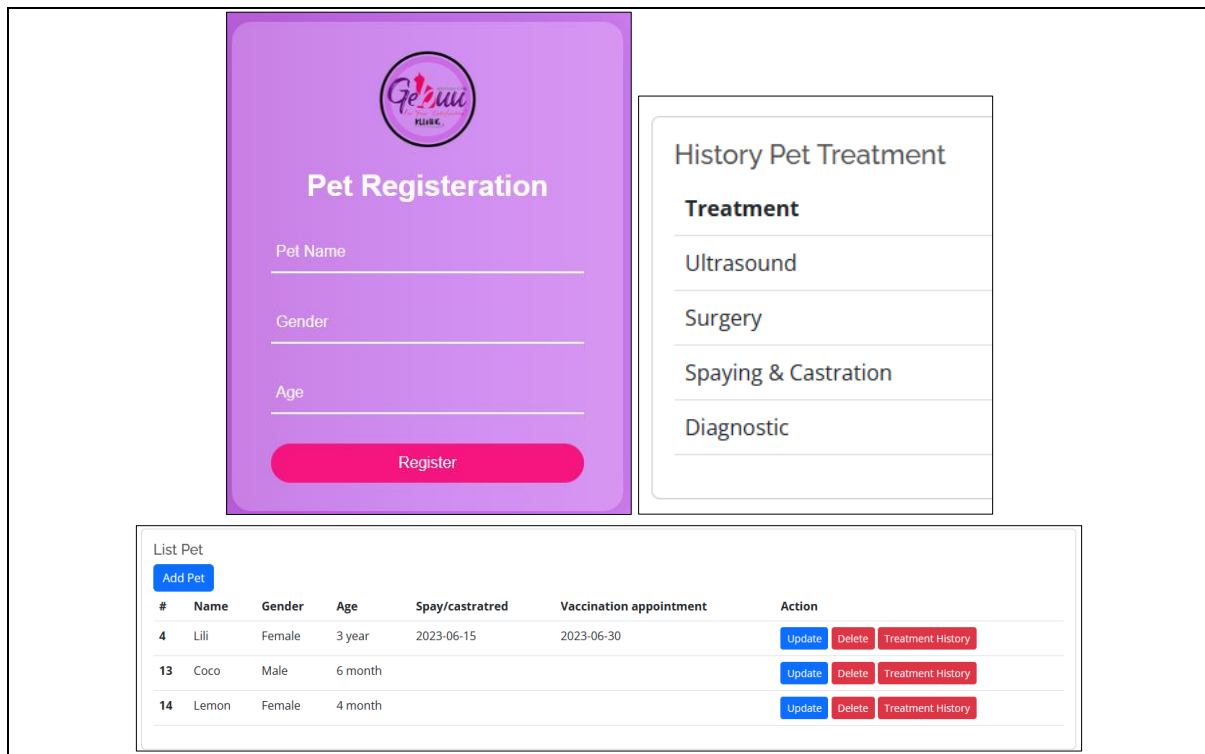 Gebuu
KLINIK
Pet Registeration
Pet Name
Gender
Age
Register
History Pet Treatment
Treatment
Ultrasound
Surgery
Spaying & Castration
Diagnostic
List Pet
Add Pet
# Name Gender Age Spay/castratred Vaccination appointment Action
4 Lili Female 3 year 2023-06-15 2023-06-30 Update Delete Treatment History
13 Coco Male 6 month Update Delete Treatment History
14 Lemon Female 4 month Update Delete Treatment History